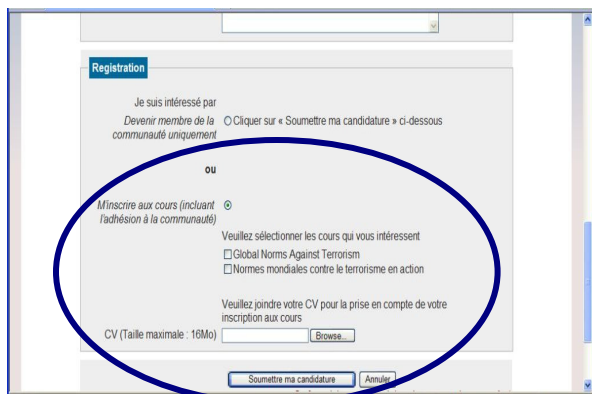 Registration
Je suis intéressé par
Devenir membre de la communauté uniquement
Cliquer sur « Soumettre ma candidature » ci-dessous
ou
M'inscrire aux cours (incluant l'adhésion à la communauté)
Veuillez sélectionner les cours qui vous intéressent
Global Norms Against Terrorism
Normes mondiales contre le terrorisme en action
Veuillez joindre votre CV pour la prise en compte de votre
inscription aux cours
CV (Taille maximale : 16Mo)
Browse...
Soumettre ma candidature
Annuler